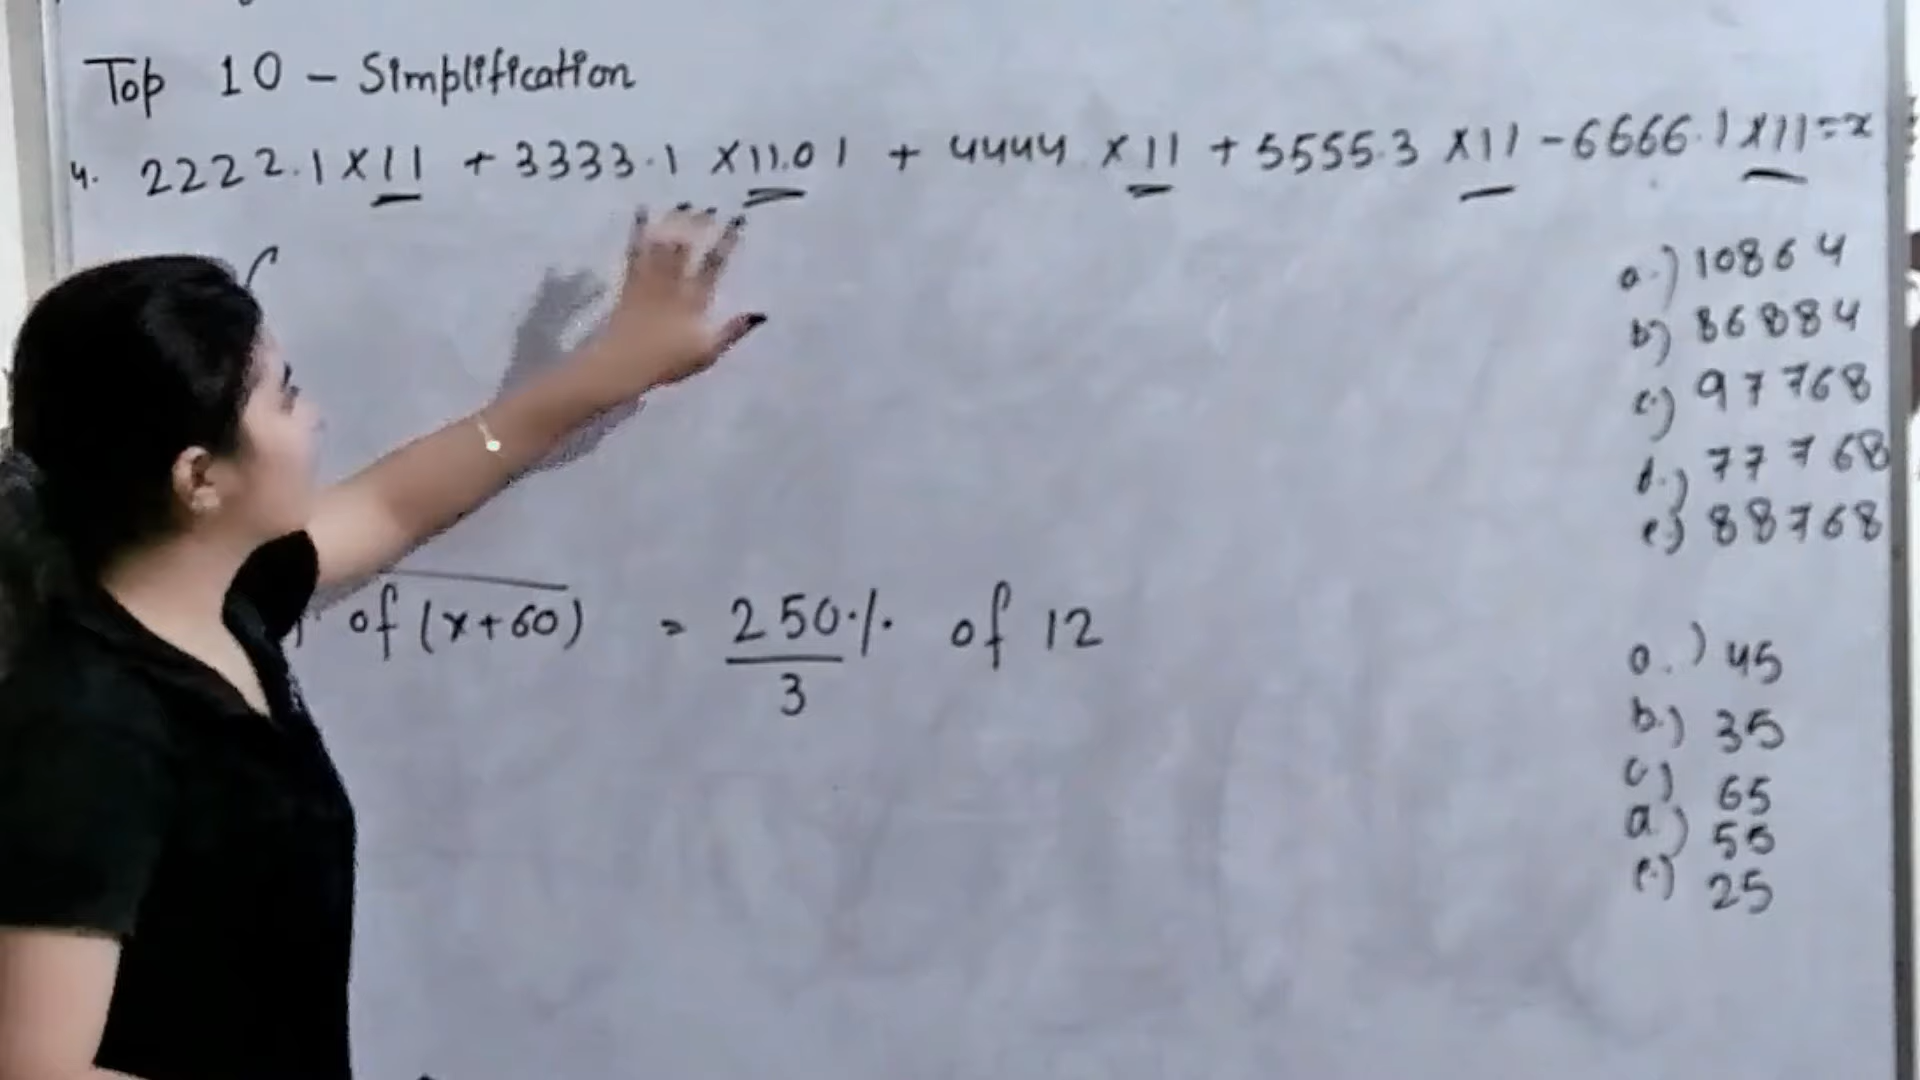 Top 10 - Simplification
4. 2222.1 x 11 + 3333.1 x 11.01 + 4444 x 11 + 5555.3 x 11 - 6666.1 x 11 = x
a.) 10864
b) 86884
c.) 97768
d.) 77768
e.) 88768
of (x+60) = 250/3 % of 12
a.) 45
b.) 35
c) 65
d) 55
e.) 25